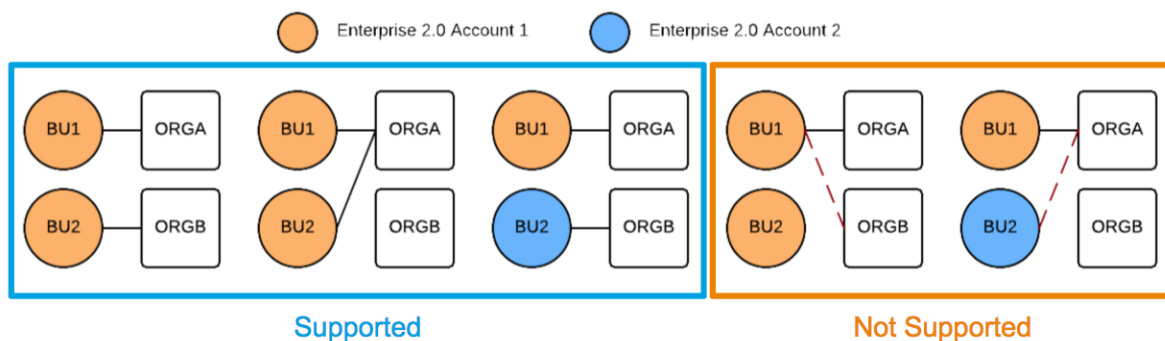 Enterprise 2.0 Account 1
Enterprise 2.0 Account 2
BU1 ORGA BU1 ORGA BU1 ORGA BU1 ORGA BU1 ORGA
BU2 ORGB BU2 ORGB BU2 ORGB BU2 ORGB BU2 ORGB
Supported
Not Supported